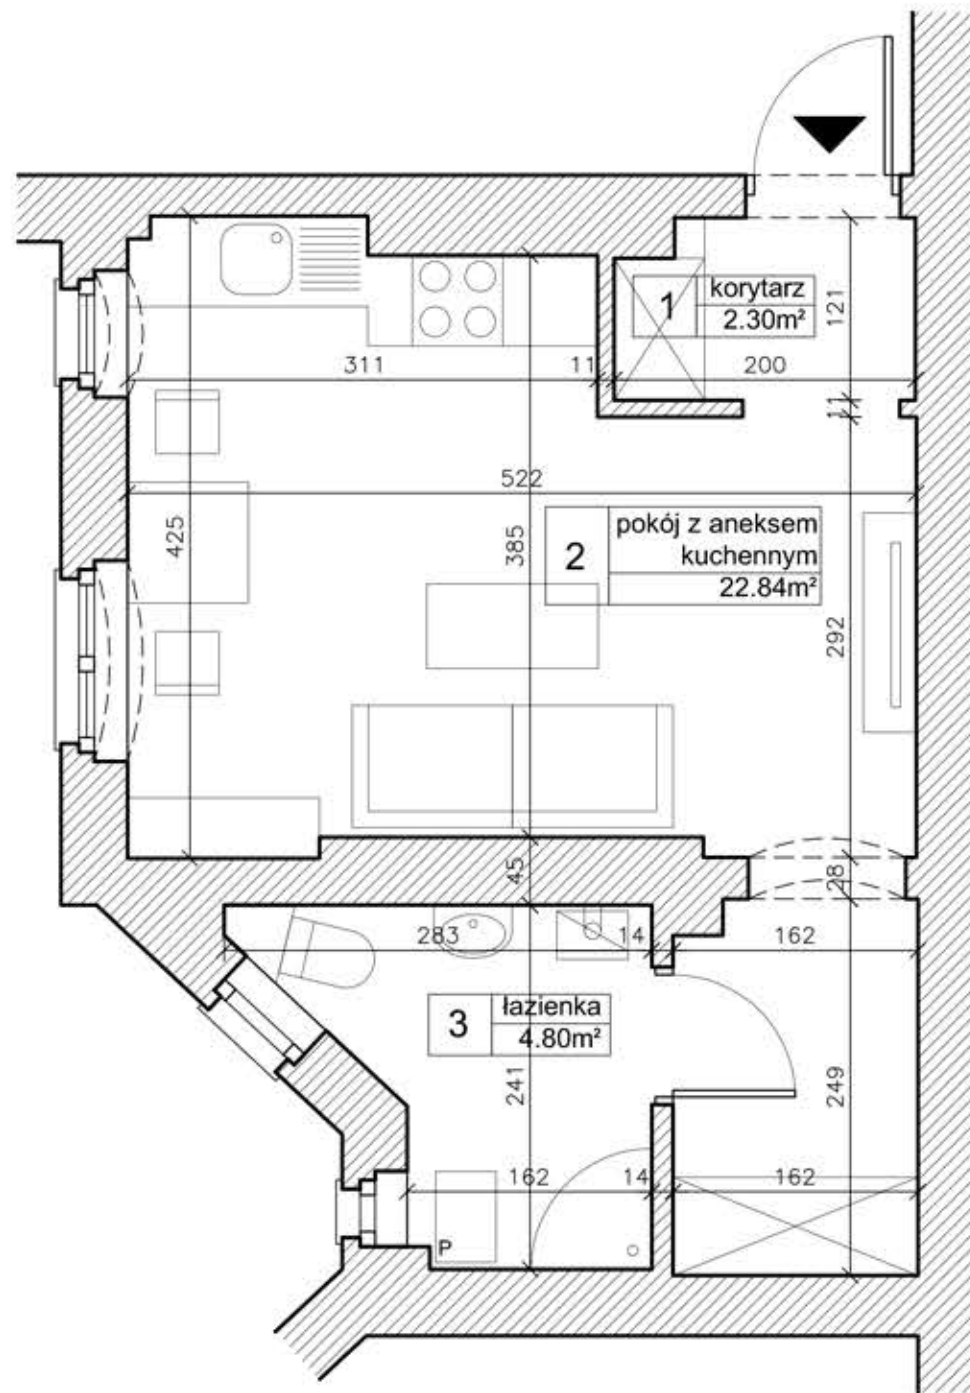 1 korytarz
2.30m²
121
311
11
200
11
522
425
385
2 pokój z aneksem
kuchennym
22.84m²
292
45
28
283
14
162
3 łazienka
4.80m²
241
249
162
14
162
P